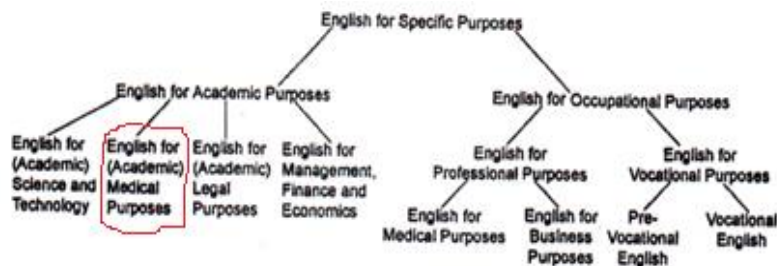 English for Specific Purposes
English for Academic Purposes
English for Occupational Purposes
English for
(Academic)
Science and
Technology
English for
(Academic)
Medical
Purposes
English for
(Academic)
Legal
Purposes
English for
Management,
Finance and
Economics
English for
Professional Purposes
English for
Vocational Purposes
English for
Medical Purposes
English for
Business
Purposes
Pre-
Vocational
English
Vocational
English